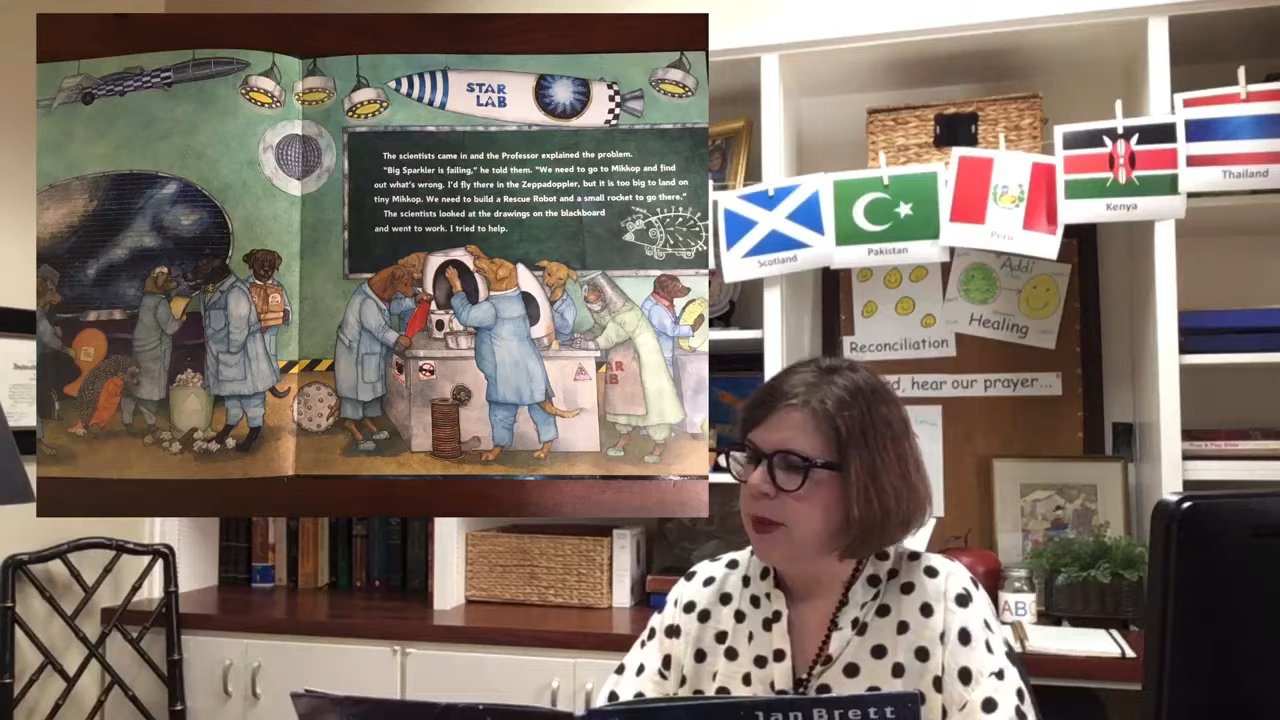 STAR
LAB
The scientists came in and the Professor explained the problem.
"Big Sparkler is failing," he told them. "We need to go to Mikkop and find
out what's wrong. I'd fly there in the Zeppadoppler, but it is too big to land on
tiny Mikkop. We need to build a Rescue Robot and a small rocket to go there."
The scientists looked at the drawings on the blackboard
and went to work. I tried to help.
Scotland
Pakistan
Peru
Kenya
Thailand
Addi
Healing
Reconciliation
hear our prayer...
ABC
Jan Brett